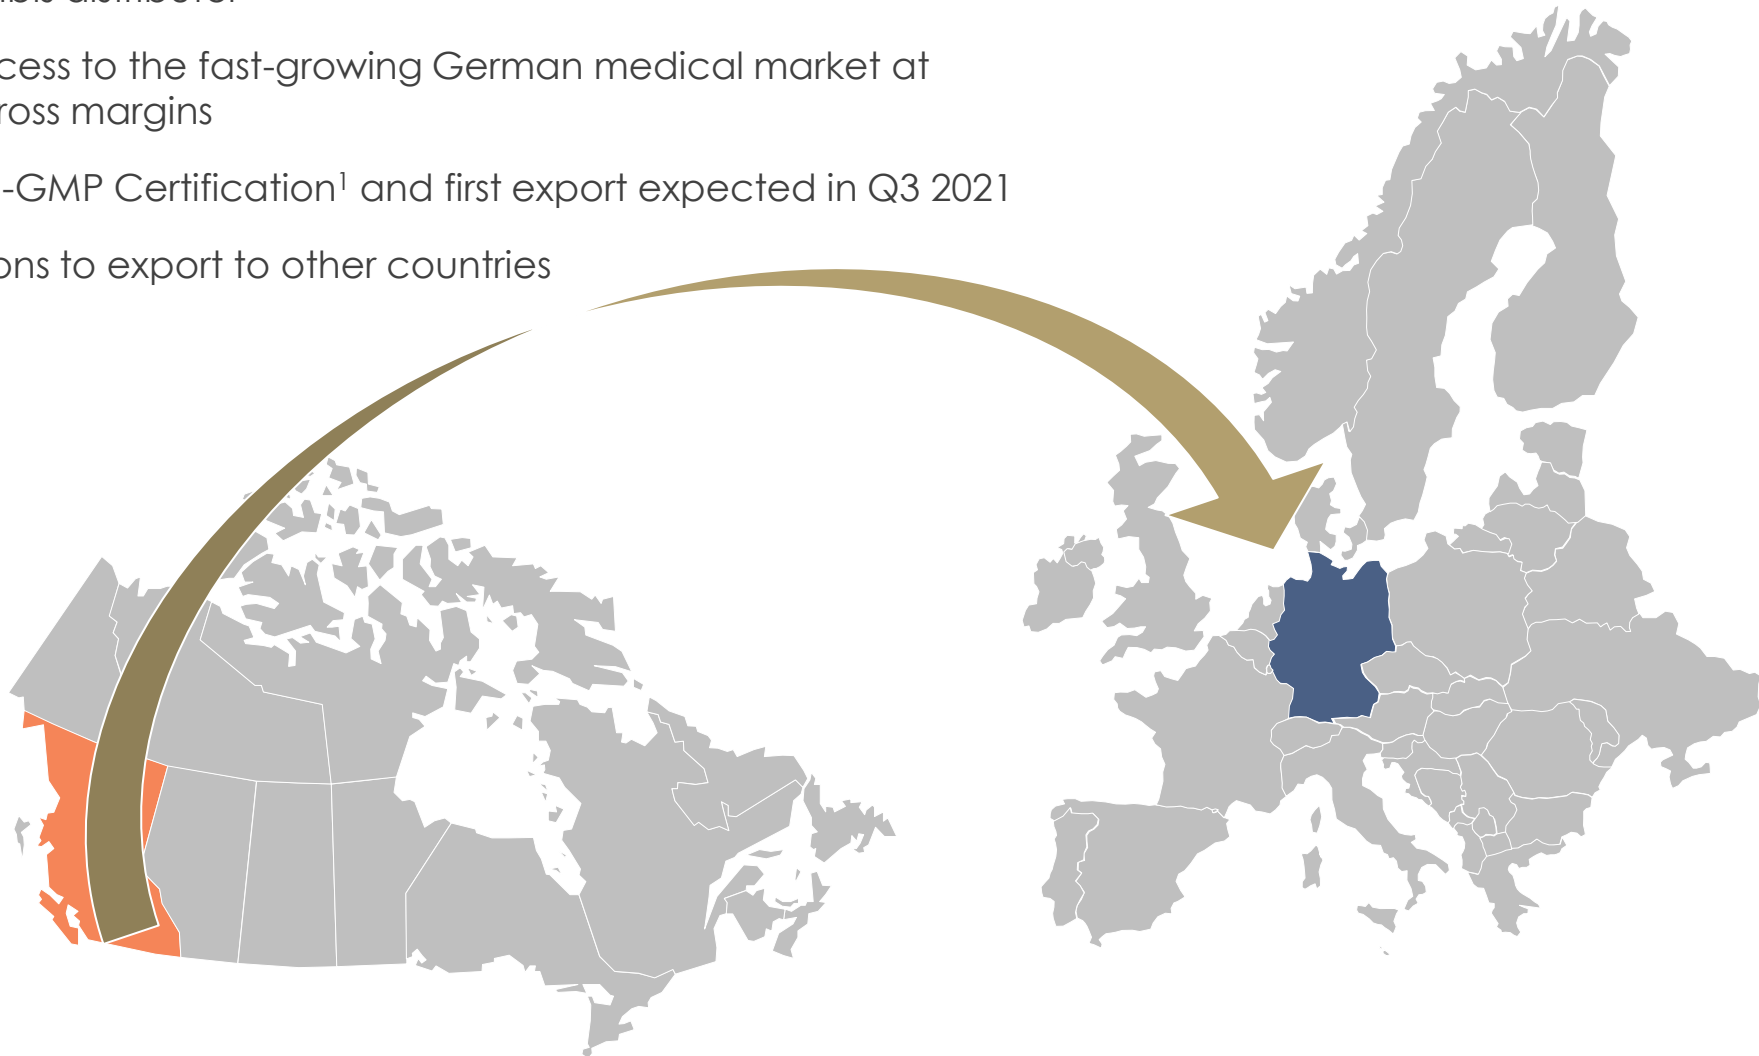 cess to the fast-growing German medical market at
ross margins
-GMP Certification¹ and first export expected in Q3 2021
ons to export to other countries